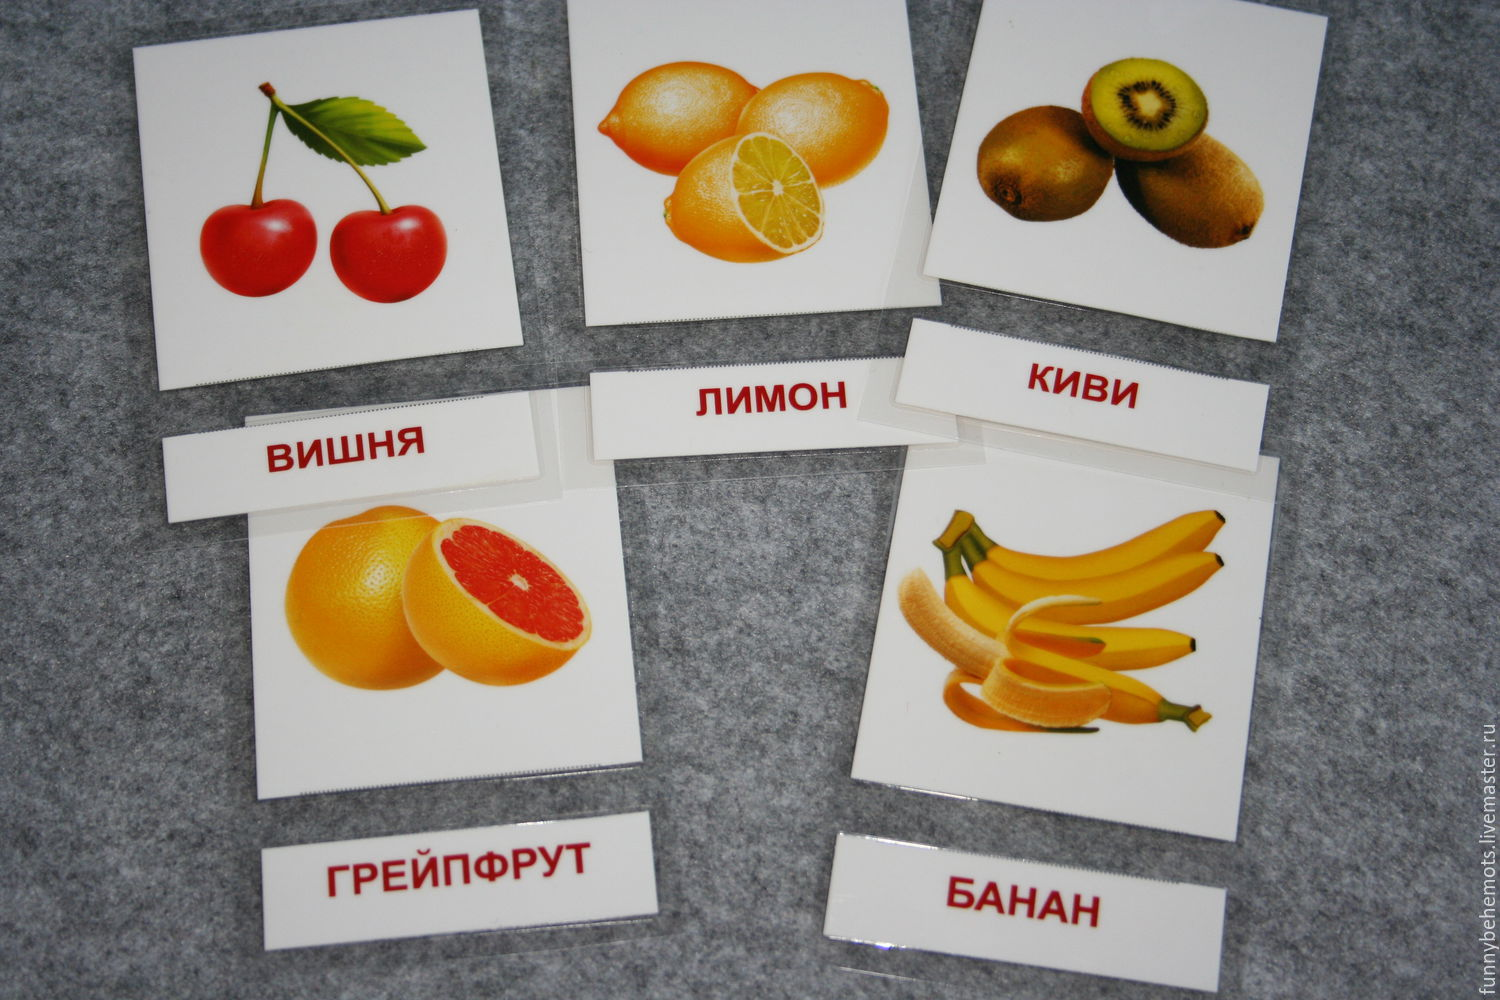 ВИШНЯ
ЛИМОН
КИВИ
ГРЕЙПФРУТ
БАНАН
funnybehemots.livemaster.ru